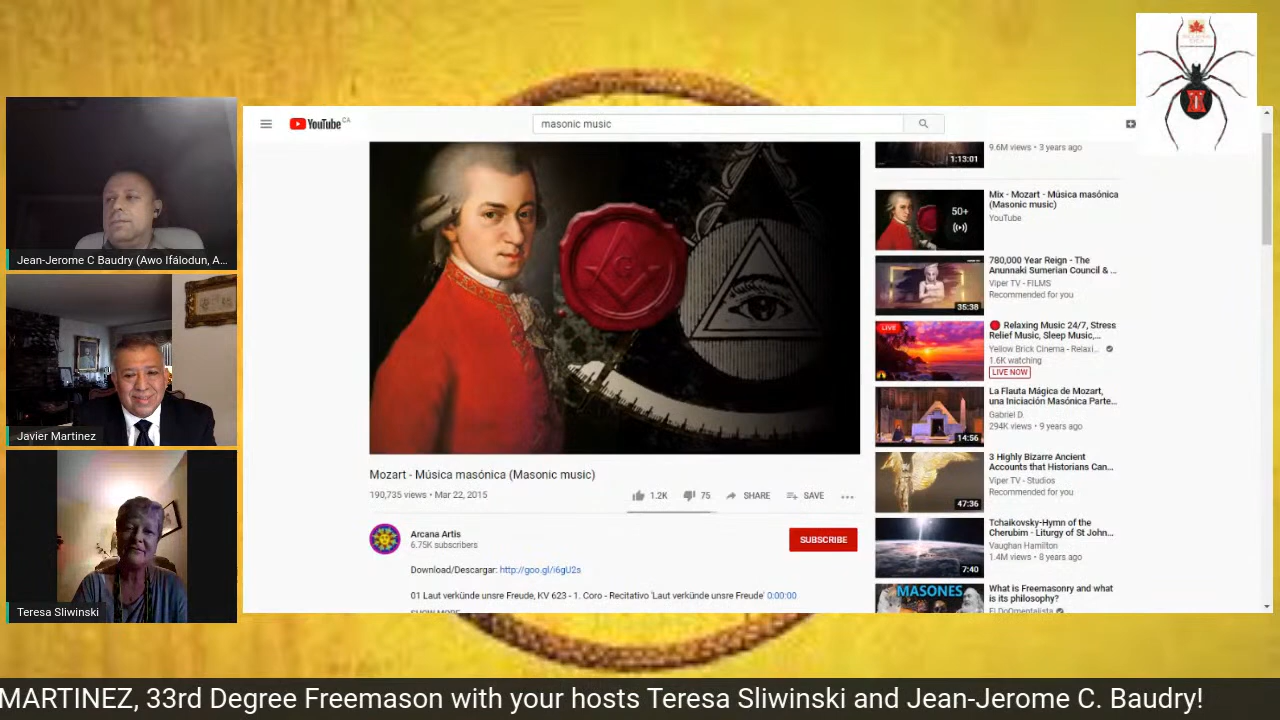 Jean-Jerome C Baudry (Awo Ifálodun, A...
Javier Martinez
Teresa Sliwinski
YouTube CA
masonic music
G
Mozart - Música masónica (Masonic music)
190,735 views • Mar 22, 2015
1.2K
75
SHARE
SAVE
Arcana Artis
6.75K subscribers
SUBSCRIBE
Download/Descargar: http://goo.gl/i6gU2s
01 Laut verkünde unsre Freude, KV 623 - 1. Coro - Recitativo 'Laut verkünde unsre Freude' 0:00:00
SHOW MORE
1:13:01
9.6M views • 3 years ago
50+
Mix - Mozart - Música masónica
(Masonic music)
YouTube
35:38
780,000 Year Reign - The
Anunnaki Sumerian Council & ...
Viper TV - FILMS
Recommended for you
LIVE
Relaxing Music 24/7, Stress
Relief Music, Sleep Music,...
Yellow Brick Cinema - Relaxi...
1.6K watching
LIVE NOW
14:56
La Flauta Mágica de Mozart,
una Iniciación Masónica Parte...
Gabriel D.
294K views • 9 years ago
47:36
3 Highly Bizarre Ancient
Accounts that Historians Can...
Viper TV - Studios
Recommended for you
7:40
Tchaikovsky-Hymn of the
Cherubim - Liturgy of St John...
Vaughan Hamilton
1.4M views • 8 years ago
MASONES
What is Freemasonry and what
is its philosophy?
El DoQmentalista
MARTINEZ, 33rd Degree Freemason with your hosts Teresa Sliwinski and Jean-Jerome C. Baudry!